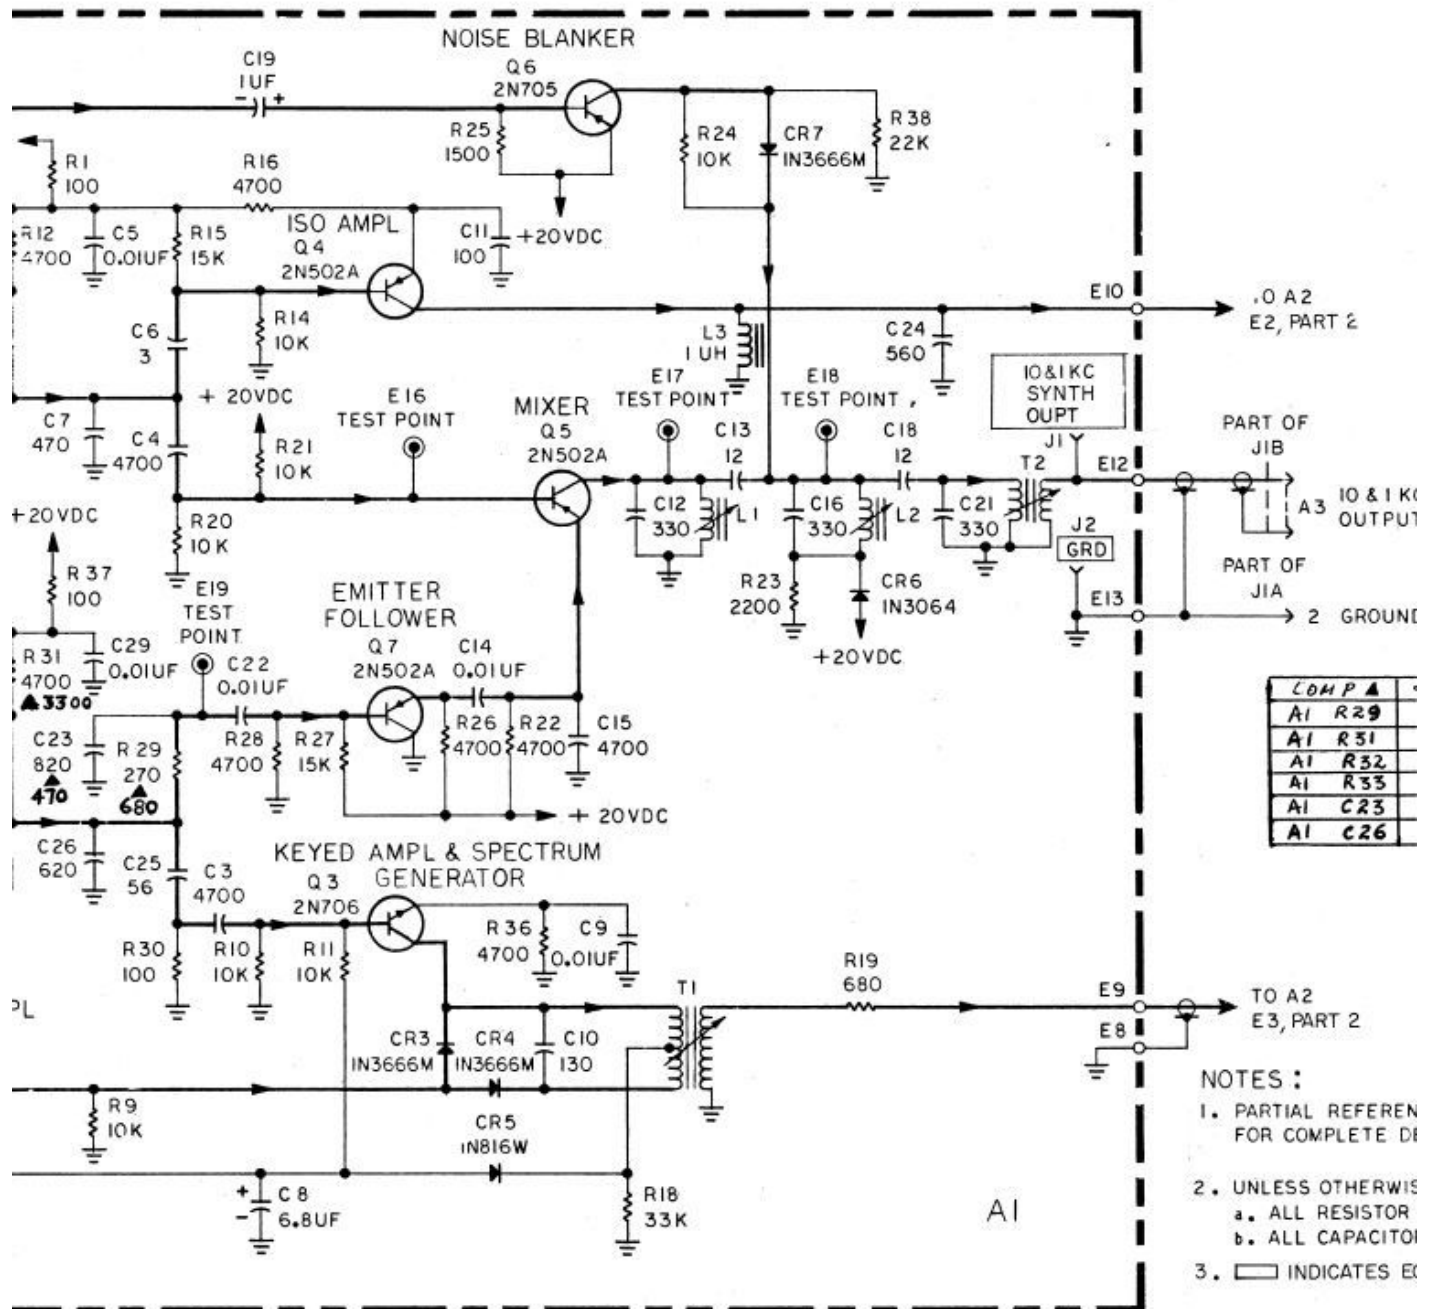 NOISE BLANKER
C19
1UF
- +
Q6
2N705
R25
1500
R24
10K
CR7
IN3666M
R38
22K
R1
100
R16
4700
+20VDC
R12
4700
C5
0.01UF
R15
15K
ISO AMPL
Q4
2N502A
C11
100
E10
E2, PART 2
C6
3
R14
10K
L3
1 UH
C24
560
10&1KC
SYNTH
OUPT
C7
470
C4
4700
+ 20VDC
R21
10K
E16
TEST POINT
MIXER
Q5
2N502A
E17
TEST POINT
C13
12
E18
TEST POINT
C18
12
J1
T2
E12
PART OF
J1B
C12
330
L1
C16
330
L2
C21
330
J2
GRD
A3
10 & 1 KC
OUTPUT
+20VDC
R20
10K
R37
100
E19
TEST
POINT
EMITTER
FOLLOWER
Q7
2N502A
R23
2200
CR6
IN3064
+20VDC
E13
PART OF
J1A
2 GROUND
R31
4700
▲3300
C29
0.01UF
C22
0.01UF
C14
0.01UF
C23
820
▲
470
R29
270
▲
680
R28
4700
R27
15K
R26
4700
R22
4700
C15
4700
+ 20VDC
COMP ▲
A1 R29
A1 R31
A1 R32
A1 R33
A1 C23
A1 C26
C26
620
C25
56
C3
4700
KEYED AMPL & SPECTRUM
GENERATOR
Q3
2N706
R30
100
R10
10K
R11
10K
R36
4700
C9
0.01UF
PL
T1
R19
680
E9
E8
TO A2
E3, PART 2
CR3
IN3666M
CR4
IN3666M
C10
130
R9
10K
CR5
IN816W
+
-
C8
6.8UF
R18
33K
A1
NOTES:
1. PARTIAL REFEREN
FOR COMPLETE DE
2. UNLESS OTHERWIS
a. ALL RESISTOR
b. ALL CAPACITO
3. INDICATES EQ